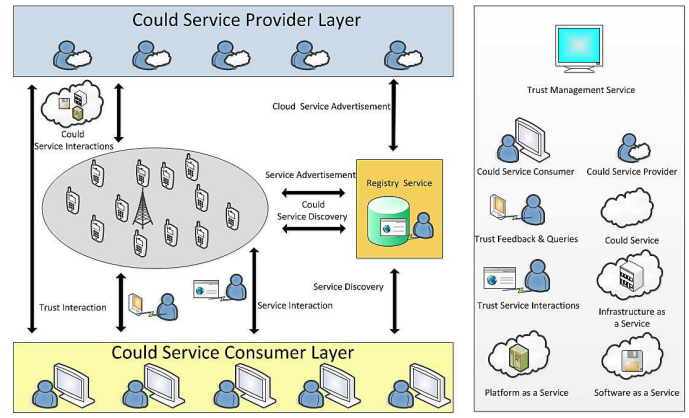 Could Service Provider Layer
Could
Service Interactions
Cloud Service Advertisement
Service Advertisement
Could
Service Discovery
Registry Service
Trust Interaction
Service Interaction
Service Discovery
Could Service Consumer Layer
Trust Management Service
Could Service Consumer
Could Service Provider
Trust Feedback & Queries
Could Service
Trust Service Interactions
Infrastructure as
a Service
Platform as a Service
Software as a Service